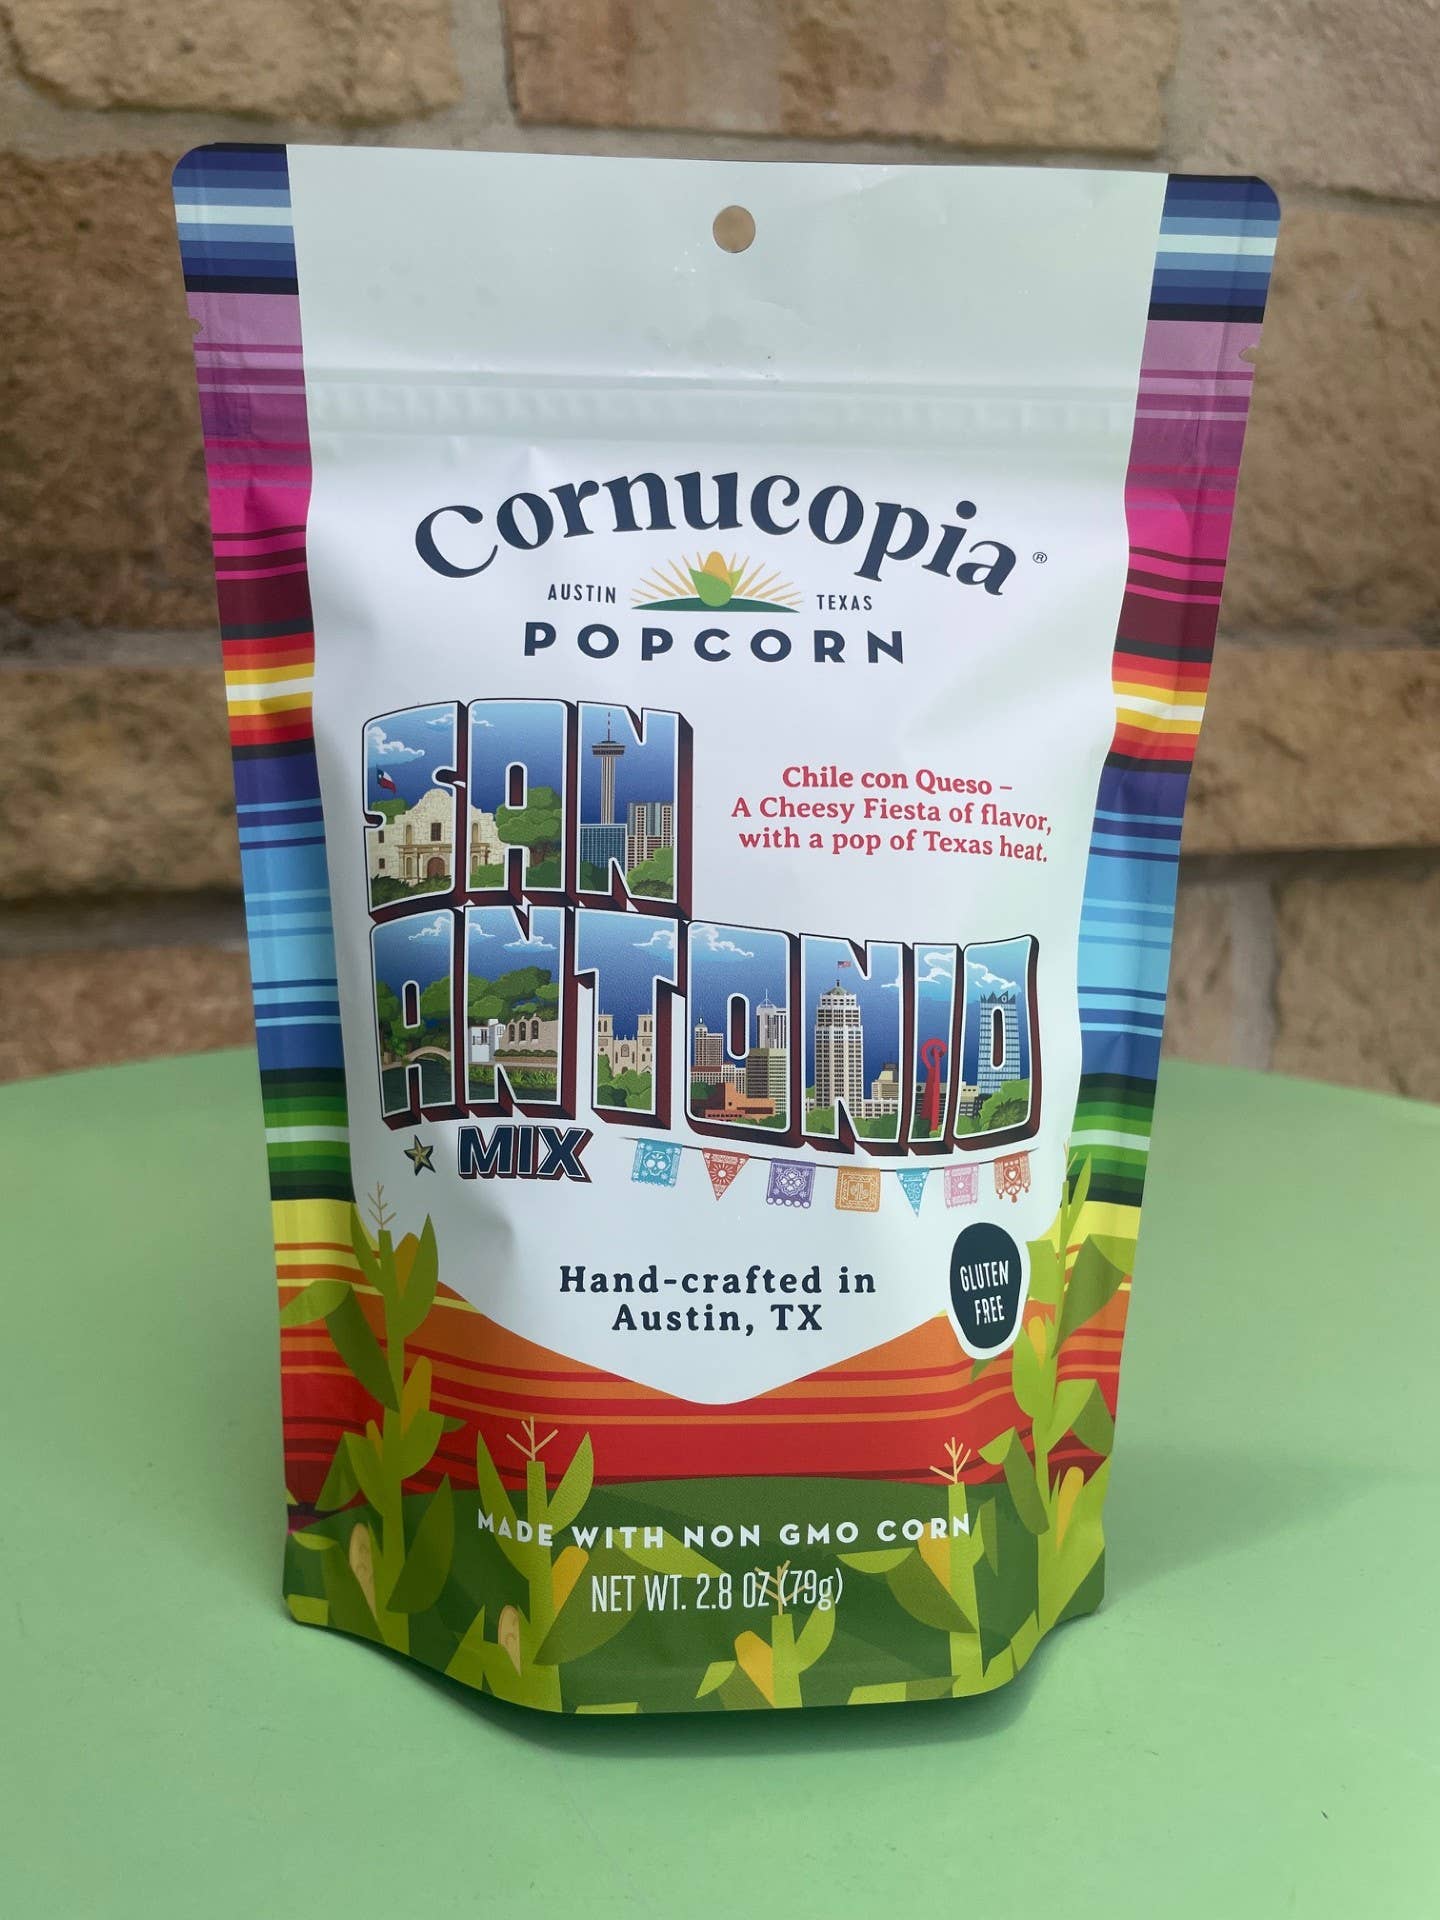 Cornucopia®
AUSTIN TEXAS
POPCORN
SAN
Chile con Queso –
A Cheesy Fiesta of flavor,
with a pop of Texas heat.
ANTONIO
MIX
Hand-crafted in
Austin, TX
GLUTEN
FREE
MADE WITH NON GMO CORN
NET WT. 2.8 OZ (79g)